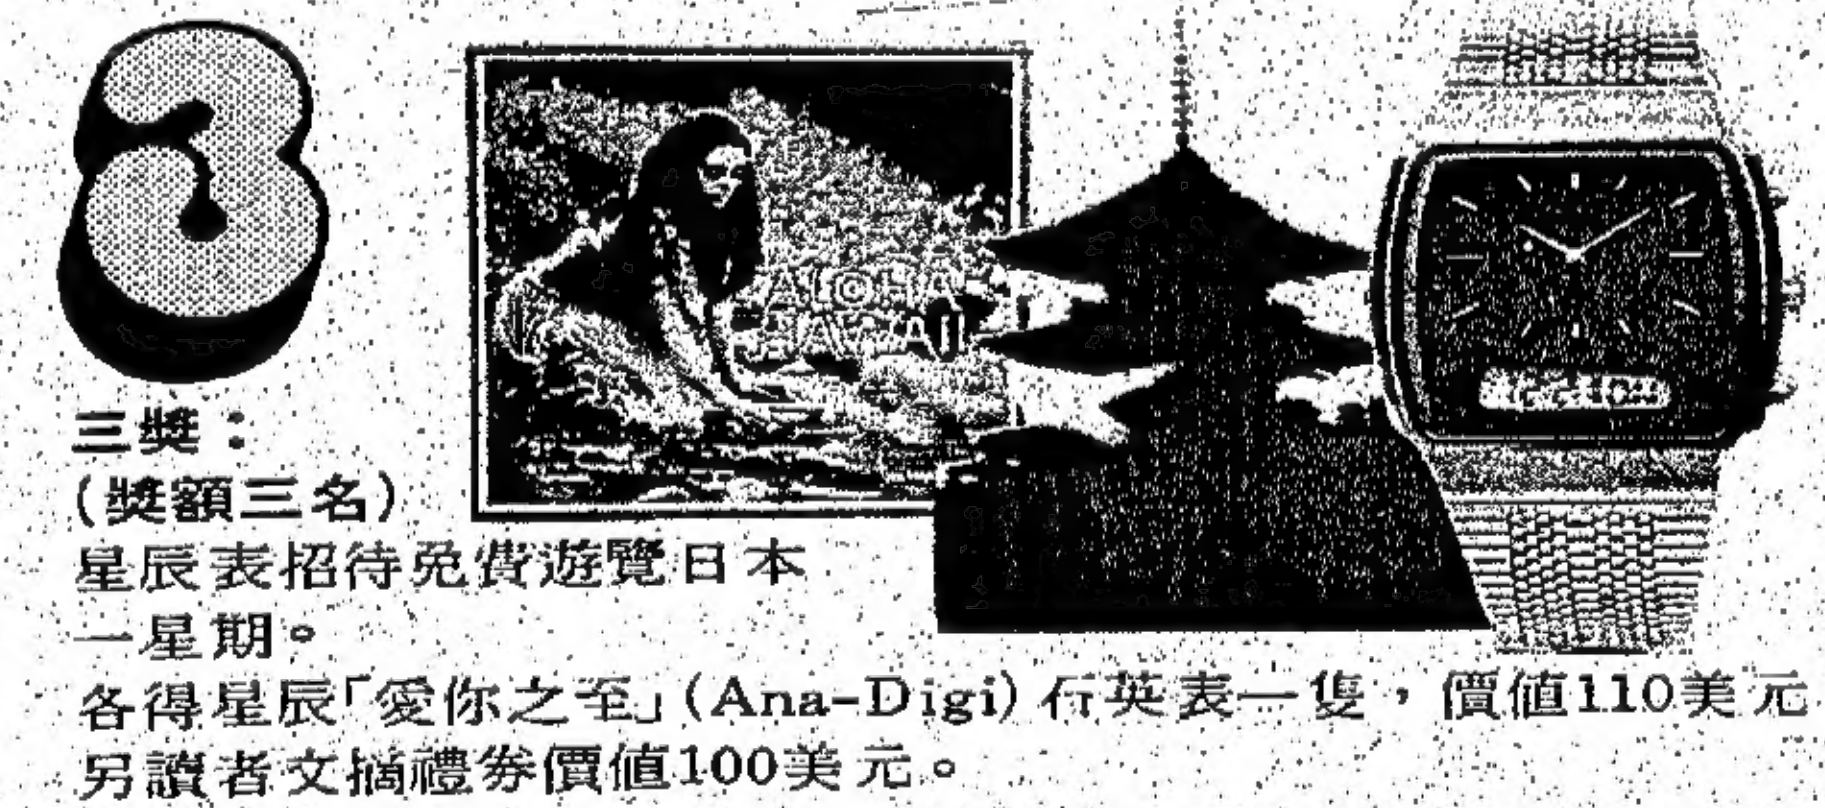 3
ALOHA
HAWAII
三獎：
(獎額三名)
星辰表招待免費遊覽日本
一星期。
各得星辰「愛你之至」(Ana-Digi) 石英表一隻，價值110美元
另讀者文摘禮券價值100美元。